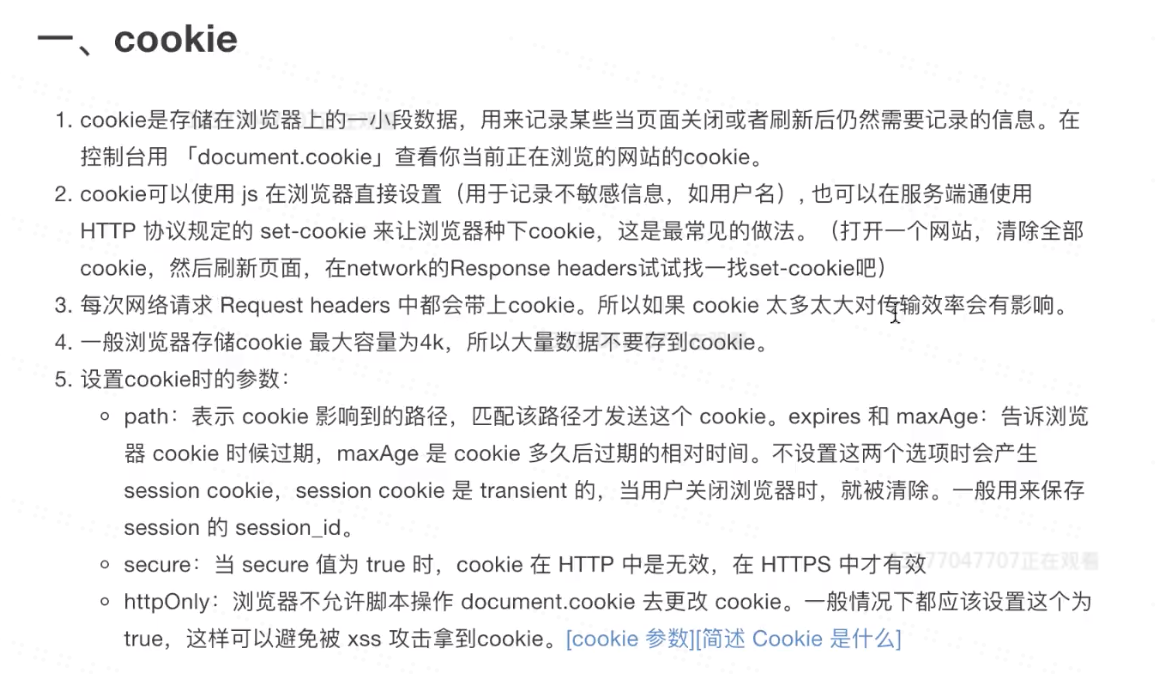 一、cookie
1. cookie是存储在浏览器上的一小段数据，用来记录某些当页面关闭或者刷新后仍然需要记录的信息。在
控制台用 「document.cookie」查看你当前正在浏览的网站的cookie。
2. cookie可以使用 js 在浏览器直接设置（用于记录不敏感信息，如用户名）, 也可以在服务端通使用
HTTP 协议规定的 set-cookie 来让浏览器种下cookie，这是最常见的做法。（打开一个网站，清除全部
cookie，然后刷新页面，在network的Response headers试试找一找set-cookie吧）
3. 每次网络请求 Request headers 中都会带上cookie。所以如果 cookie 太多太大对传输效率会有影响。
4. 一般浏览器存储cookie 最大容量为4k，所以大量数据不要存到cookie。
5. 设置cookie时的参数：
path：表示 cookie 影响到的路径，匹配该路径才发送这个 cookie。expires 和 maxAge：告诉浏览
器 cookie 时候过期，maxAge 是 cookie 多久后过期的相对时间。不设置这两个选项时会产生
session cookie，session cookie 是 transient 的，当用户关闭浏览器时，就被清除。一般用来保存
session 的 session_id。
secure：当 secure 值为 true 时，cookie 在 HTTP 中是无效，在 HTTPS 中才有效
77047707正在观看
httpOnly：浏览器不允许脚本操作 document.cookie 去更改 cookie。一般情况下都应该设置这个为
true，这样可以避免被 xss 攻击拿到cookie。[cookie 参数][简述 Cookie 是什么]